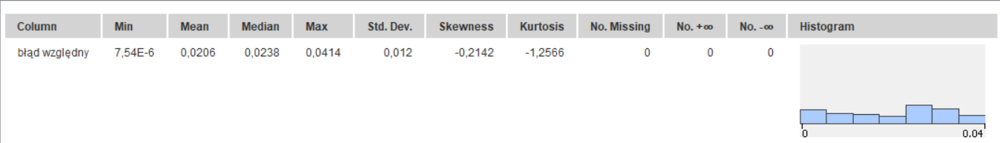 Column Min Mean Median Max Std. Dev. Skewness Kurtosis No. Missing No. +∞ No. -∞ Histogram
błąd względny 7,54E-6 0,0206 0,0238 0,0414 0,012 -0,2142 -1,2566 0 0 0
0 0.04